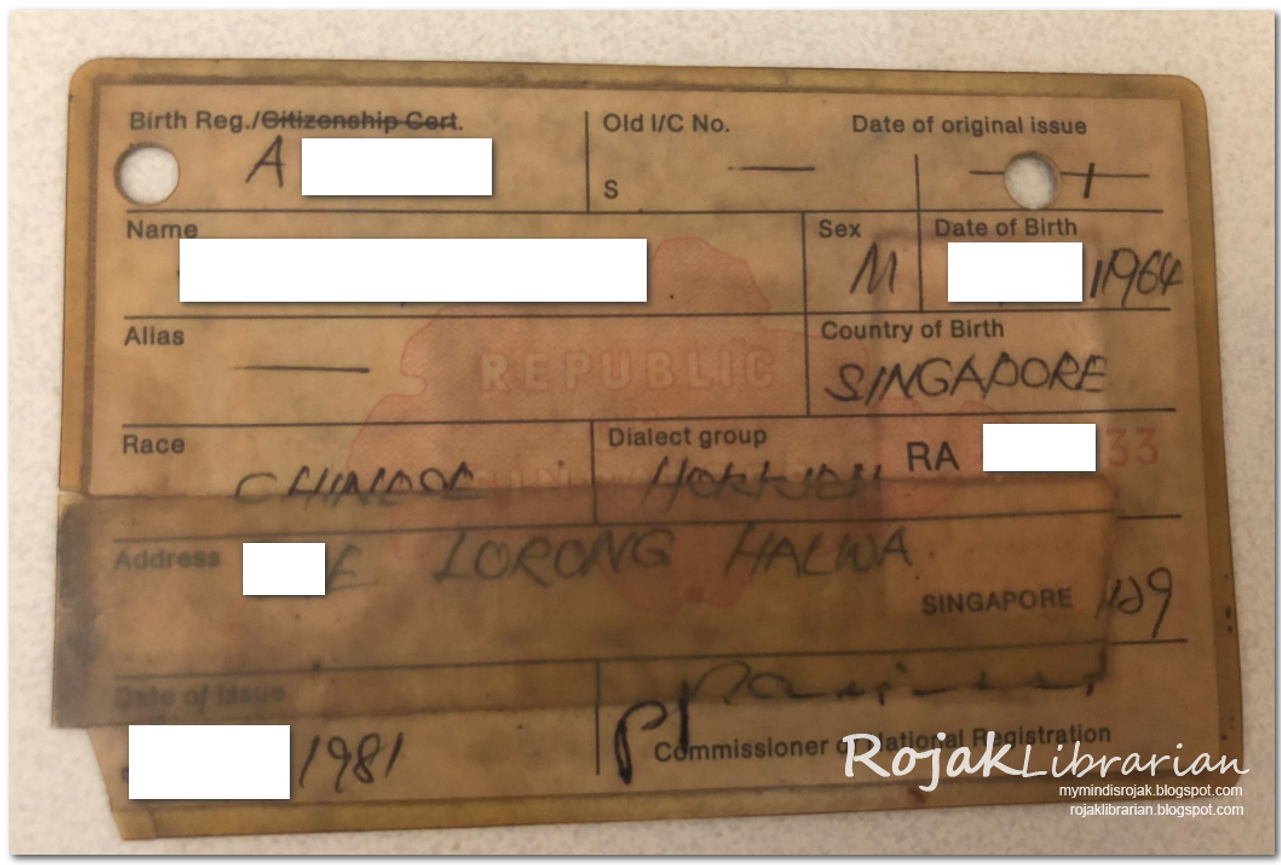 Birth Reg./Citizenship Cert. Old I/C No. Date of original issue
A S — — / —
Name Sex Date of Birth
M /1964
Alias Country of Birth
— SINGAPORE
REPUBLIC
OF
SINGAPORE
Race Dialect group RA 33
CHINESE HOKKIEN
Address E LORONG HALWA
SINGAPORE 1129
Date of Issue
/1981
Commissioner of National Registration
RojakLibrarian
mymindisrojak.blogspot.com
rojaklibrarian.blogspot.com